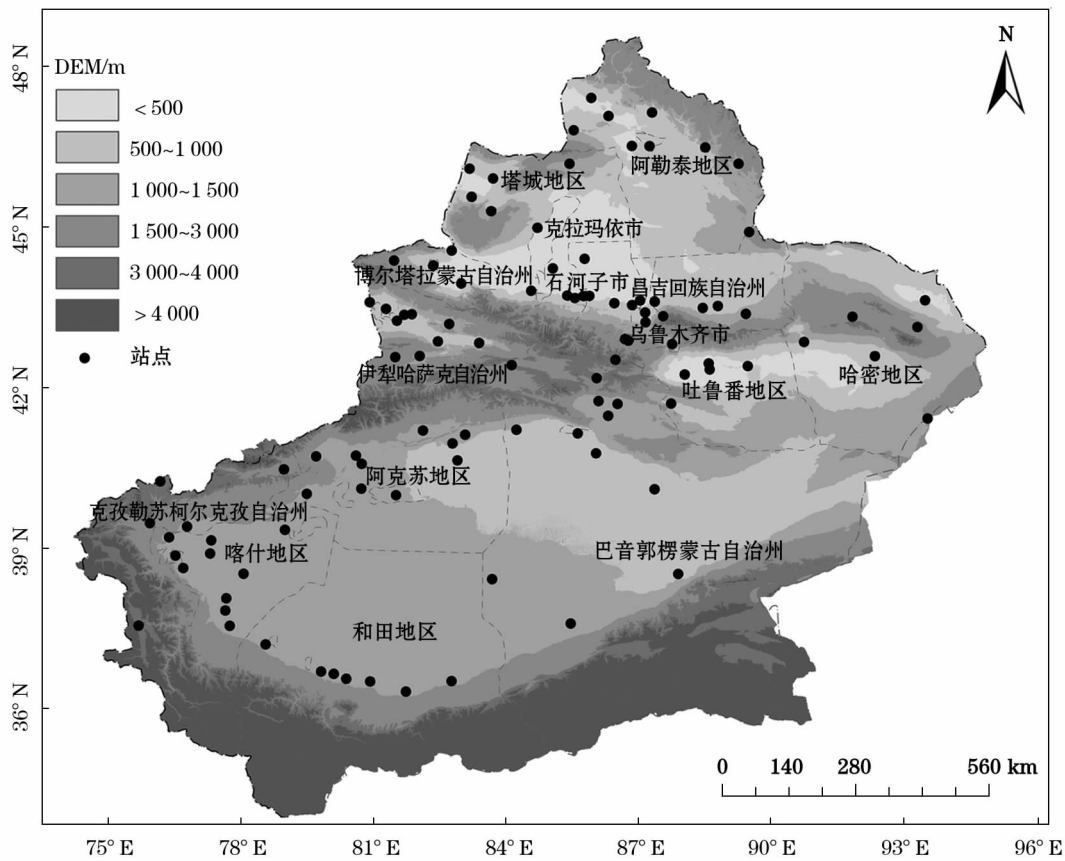 N
48° N
45° N
42° N
39° N
36° N
DEM/m
<500
500~1 000
1 000~1 500
1 500~3 000
3 000~4 000
>4 000
站点
阿勒泰地区
塔城地区
克拉玛依市
博尔塔拉蒙古自治州
石河子市
昌吉回族自治州
乌鲁木齐市
伊犁哈萨克自治州
吐鲁番地区
哈密地区
阿克苏地区
克孜勒苏柯尔克孜自治州
喀什地区
巴音郭楞蒙古自治州
和田地区
0 140 280 560 km
75° E 78° E 81° E 84° E 87° E 90° E 93° E 96° E